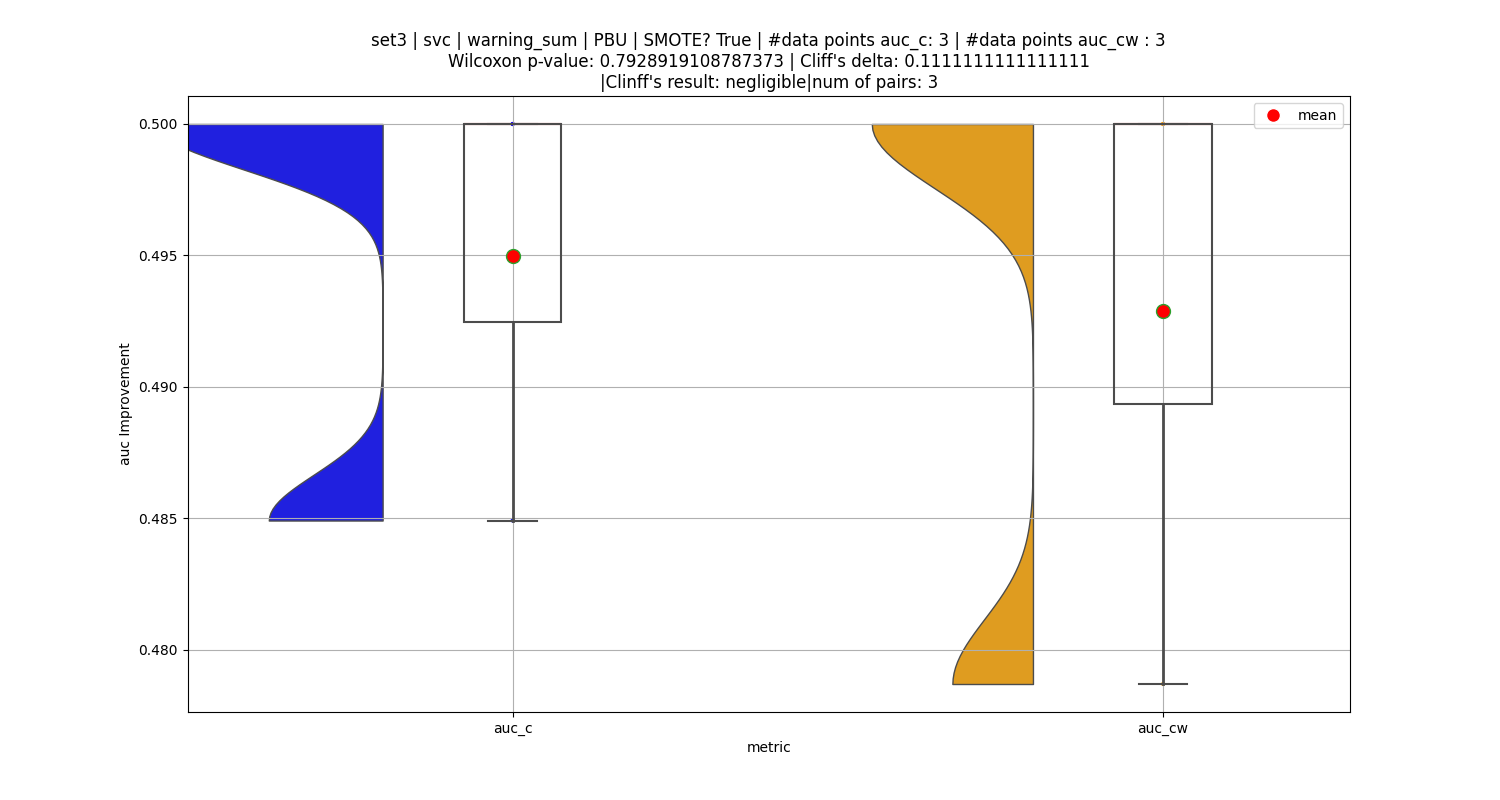 set3 | svc | warning_sum | PBU | SMOTE? True | #data points auc_c: 3 | #data points auc_cw : 3
Wilcoxon p-value: 0.7928919108787373 | Cliff's delta: 0.1111111111111111
|Clinff's result: negligible|num of pairs: 3
mean
0.500
0.495
0.490
0.485
0.480
auc Improvement
auc_c
auc_cw
metric